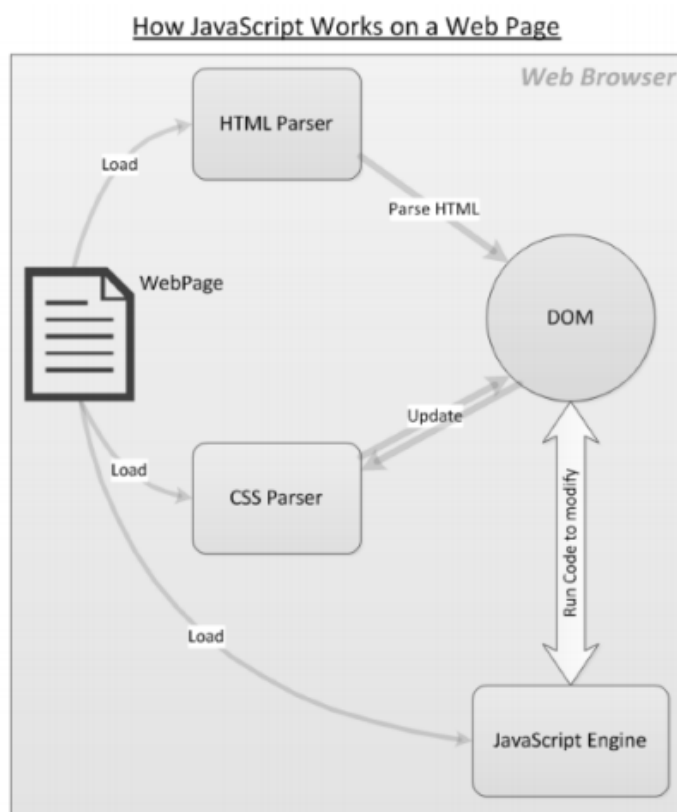 How JavaScript Works on a Web Page
Web Browser
HTML Parser
Load
Parse HTML
WebPage
DOM
Update
Load
CSS Parser
Run Code to modify
Load
JavaScript Engine